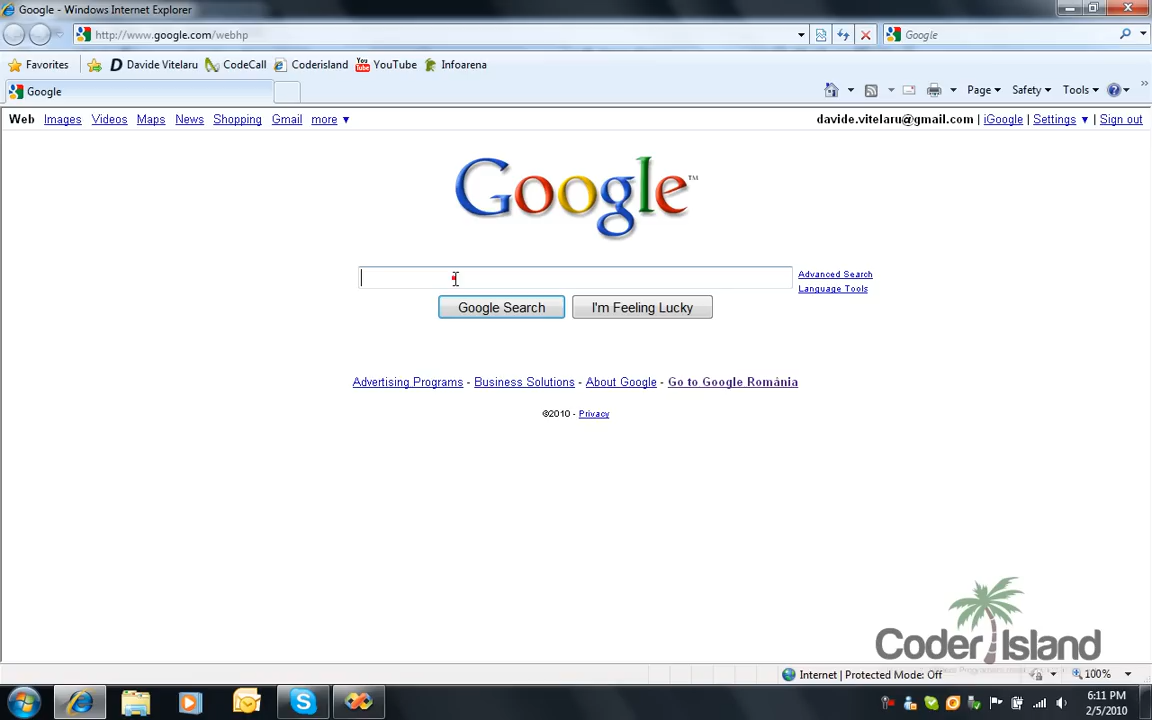 Google - Windows Internet Explorer
http://www.google.com/webhp
Google
Favorites Davide Vitelaru CodeCall Coderisland YouTube Infoarena
Google
Page Safety Tools
Web Images Videos Maps News Shopping Gmail more ▼
davide.vitelaru@gmail.com | iGoogle | Settings ▼ | Sign out
Google™
Advanced Search
Language Tools
Google Search I'm Feeling Lucky
Advertising Programs - Business Solutions - About Google - Go to Google România
©2010 - Privacy
Coder Island
Internet | Protected Mode: Off
100%
6:11 PM
2/5/2010